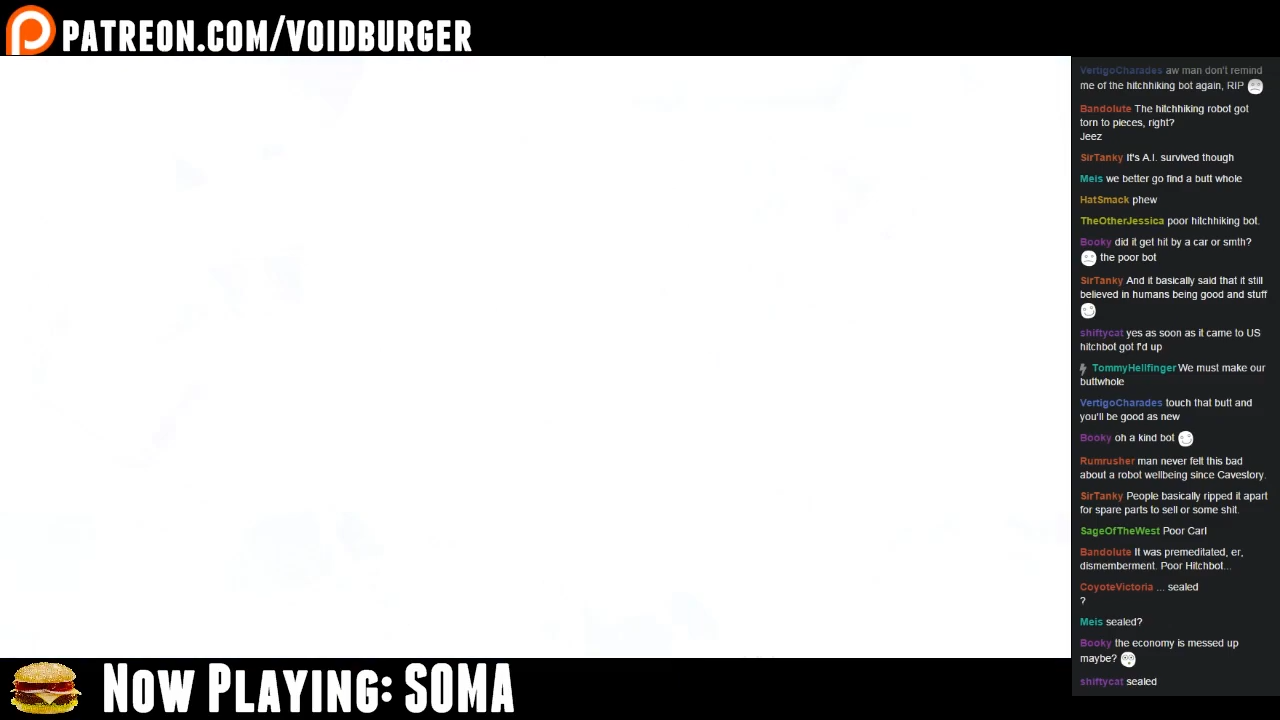 PATREON.COM/VOIDBURGER
VertigoCharades aw man don't remind
me of the hitchhiking bot again, RIP
Bandolute The hitchhiking robot got
torn to pieces, right?
Jeez
SirTanky It's A.I. survived though
Meis we better go find a butt whole
HatSmack phew
TheOtherJessica poor hitchhiking bot.
Booky did it get hit by a car or smth?
the poor bot
SirTanky And it basically said that it still
believed in humans being good and stuff
shiftycat yes as soon as it came to US
hitchbot got f'd up
TommyHellfinger We must make our
buttwhole
VertigoCharades touch that butt and
you'll be good as new
Booky oh a kind bot
Rumrusher man never felt this bad
about a robot wellbeing since Cavestory.
SirTanky People basically ripped it apart
for spare parts to sell or some shit.
SageOfTheWest Poor Carl
Bandolute It was premeditated, er,
dismemberment. Poor Hitchbot...
CoyoteVictoria ... sealed
?
Meis sealed?
Booky the economy is messed up
maybe?
shiftycat sealed
Now Playing: SOMA